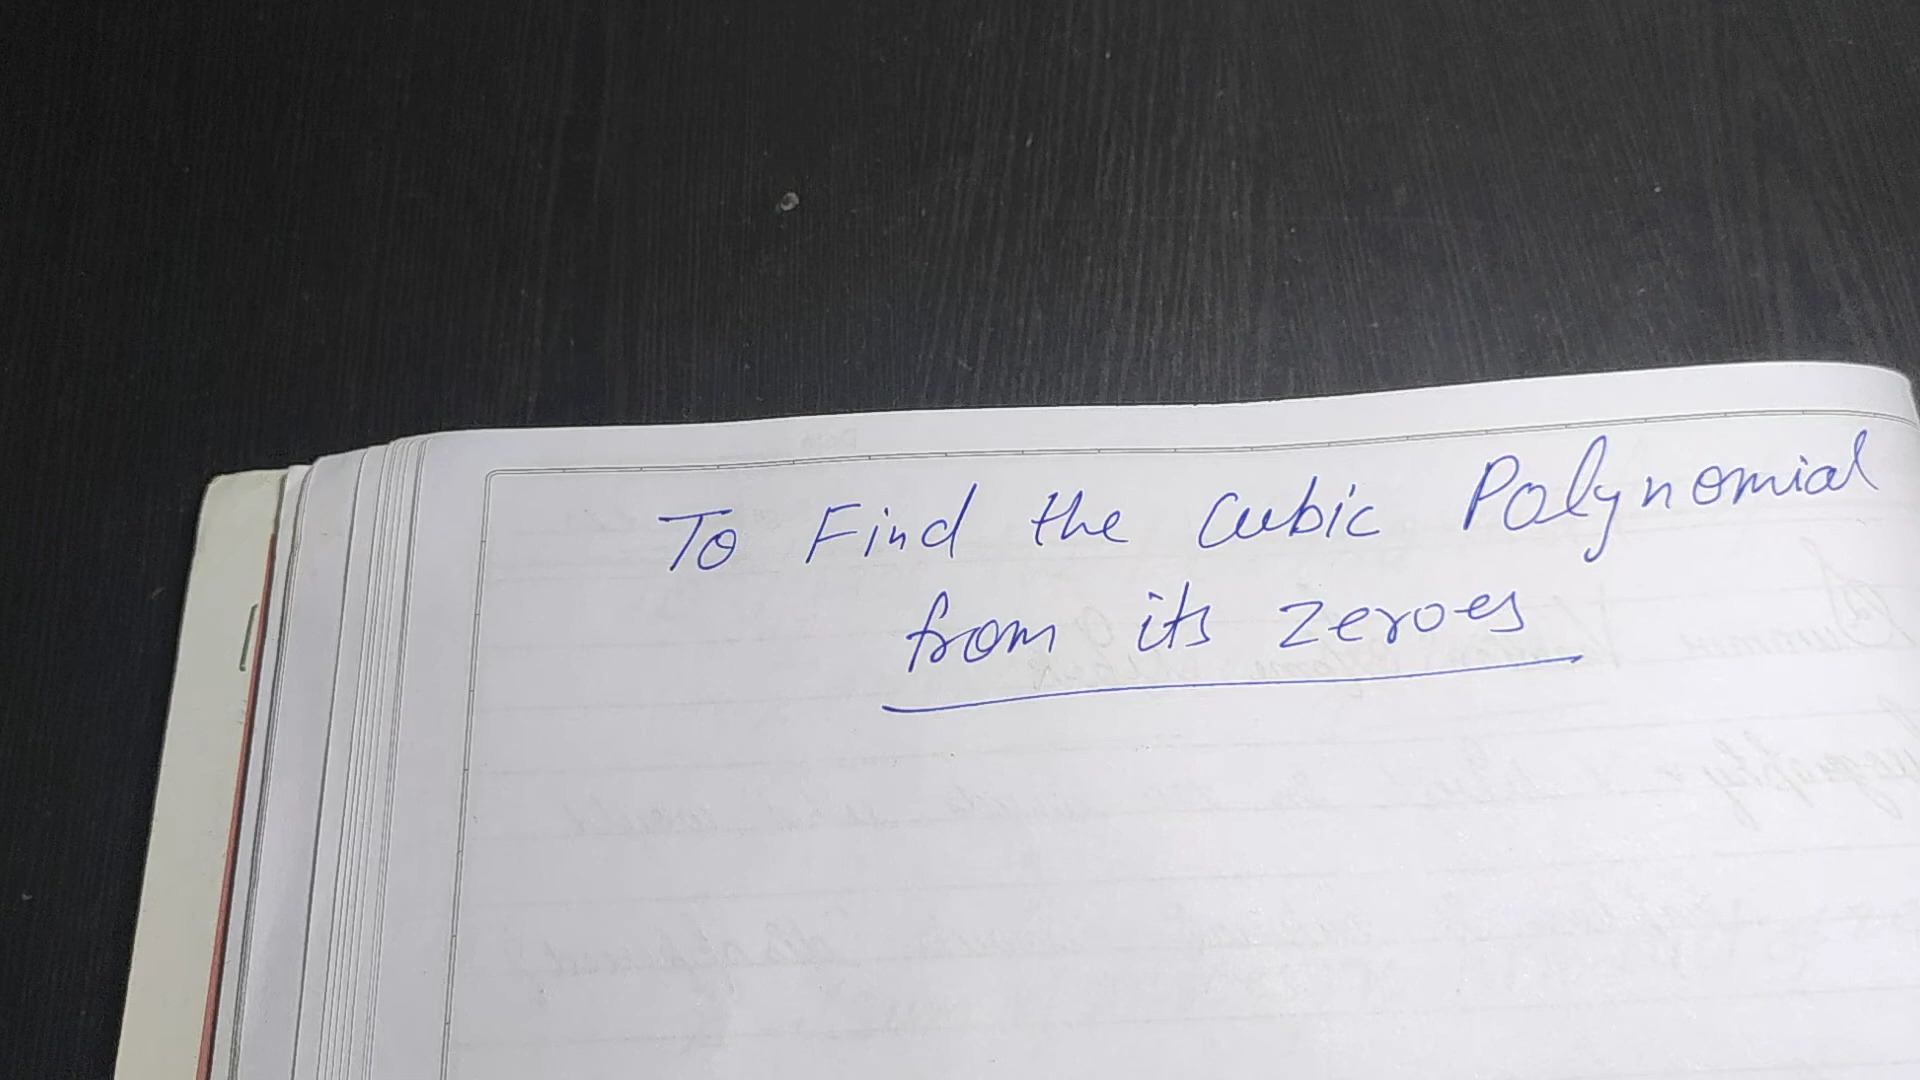 To Find the Cubic Polynomial
from its zeroes